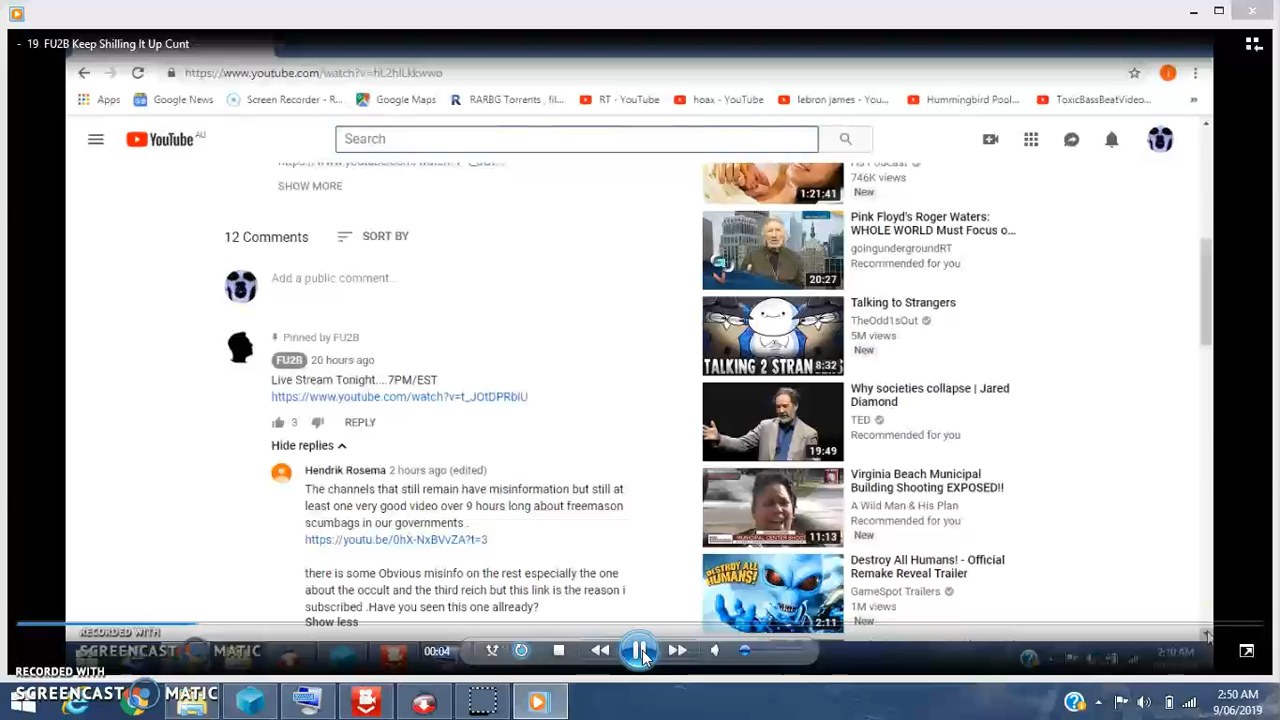 - 19 FU2B Keep Shilling It Up Cunt
https://www.youtube.com/watch?v=hL2hlLkkwwo
Apps Google News Screen Recorder - R... Google Maps RARBG Torrents , fil... RT - YouTube hoax - YouTube lebron james - You... Hummingbird Pool... ToxicBassBeatVideo... »
YouTube AU
Search
SHOW MORE
12 Comments SORT BY
Add a public comment...
Pinned by FU2B
FU2B 20 hours ago
Live Stream Tonight....7PM/EST
https://www.youtube.com/watch?v=t_JOtDPRblU
3 REPLY
Hide replies
Hendrik Rosema 2 hours ago (edited)
The channels that still remain have misinformation but still at
least one very good video over 9 hours long about freemason
scumbags in our governments .
https://youtu.be/0hX-NxBVvZA?t=3
there is some Obvious misinfo on the rest especially the one
about the occult and the third reich but this link is the reason i
subscribed .Have you seen this one allready?
Show less
746K views
New
1:21:41
Pink Floyd's Roger Waters:
WHOLE WORLD Must Focus o...
goingundergroundRT
Recommended for you
20:27
Talking to Strangers
TheOdd1sOut
5M views
New
TALKING 2 STRAN
8:32
Why societies collapse | Jared
Diamond
TED
Recommended for you
19:49
Virginia Beach Municipal
Building Shooting EXPOSED!!
A Wild Man & His Plan
Recommended for you
New
11:13
Destroy All Humans! - Official
Remake Reveal Trailer
GameSpot Trailers
1M views
New
DESTROY ALL
HUMANS!
2:11
RECORDED WITH
SCREENCAST MATIC
00:04
2:10 AM
RECORDED WITH
SCREENCAST MATIC
2:50 AM
9/06/2019